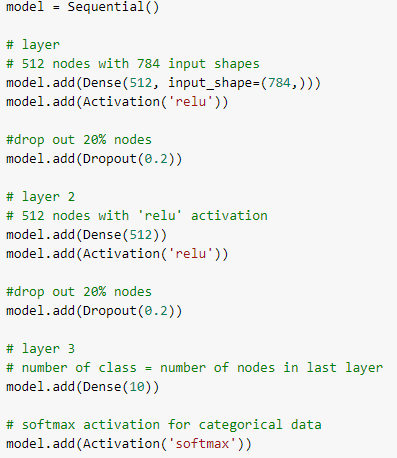 model = Sequential()
# layer
# 512 nodes with 784 input shapes
model.add(Dense(512, input_shape=(784,)))
model.add(Activation('relu'))
#drop out 20% nodes
model.add(Dropout(0.2))
# layer 2
# 512 nodes with 'relu' activation
model.add(Dense(512))
model.add(Activation('relu'))
#drop out 20% nodes
model.add(Dropout(0.2))
# layer 3
# number of class = number of nodes in last layer
model.add(Dense(10))
# softmax activation for categorical data
model.add(Activation('softmax'))